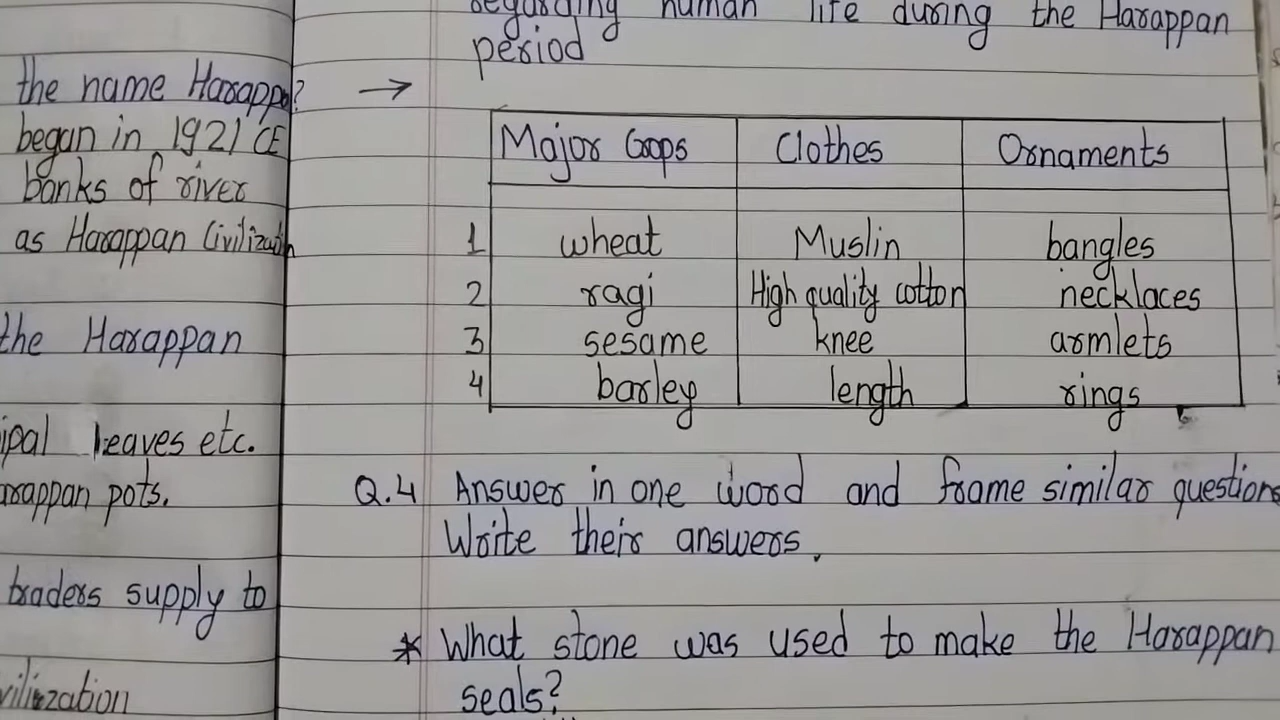 the name Harappa?
began in 1921 CE
banks of river
as Harappan Civilization
the Harappan
ipal leaves etc.
arappan pots.
traders supply to
vilization
regarding human life during the Harappan
period
→
Major Crops Clothes Ornaments
1 wheat Muslin bangles
2 ragi High quality cotton necklaces
3 sesame knee armlets
4 barley length rings
Q.4 Answer in one word and frame similar questions
Write their answers.
* What stone was used to make the Harappan
seals?